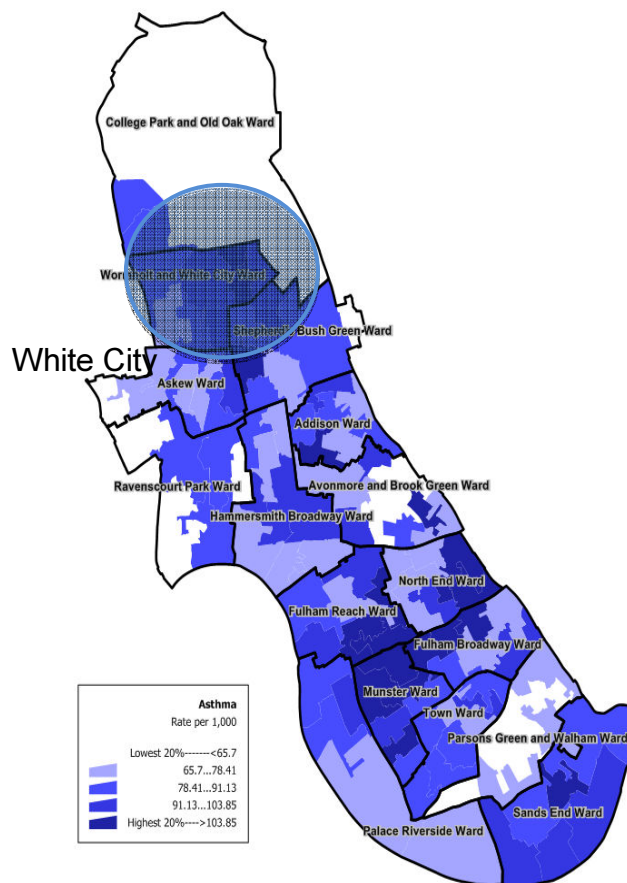 College Park and Old Oak Ward
Wormholt and White City Ward
Shepherd's Bush Green Ward
White City
Askew Ward
Addison Ward
Ravenscourt Park Ward
Avonmore and Brook Green Ward
Hammersmith Broadway Ward
North End Ward
Fulham Reach Ward
Fulham Broadway Ward
Munster Ward
Town Ward
Parsons Green and Walham Ward
Sands End Ward
Palace Riverside Ward
Asthma
Rate per 1,000
Lowest 20%-------<65.7
65.7...78.41
78.41...91.13
91.13...103.85
Highest 20%---->103.85